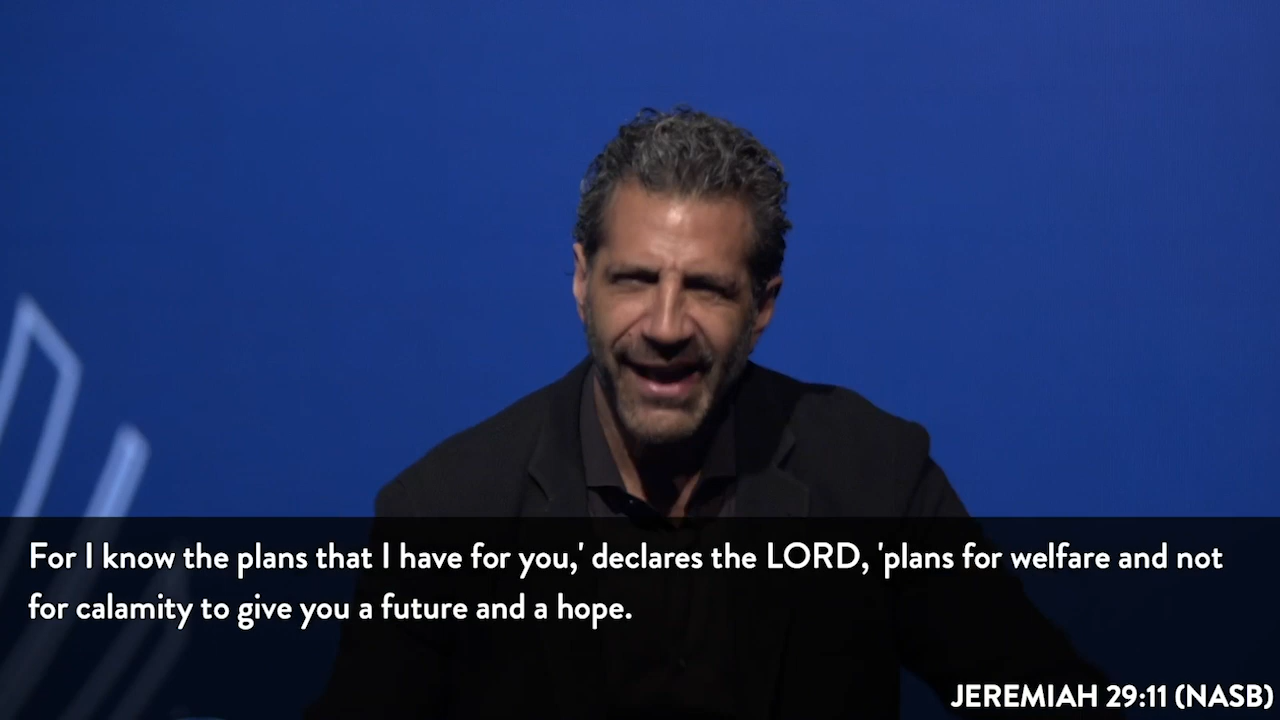 For I know the plans that I have for you,' declares the LORD, 'plans for welfare and not
for calamity to give you a future and a hope.
JEREMIAH 29:11 (NASB)